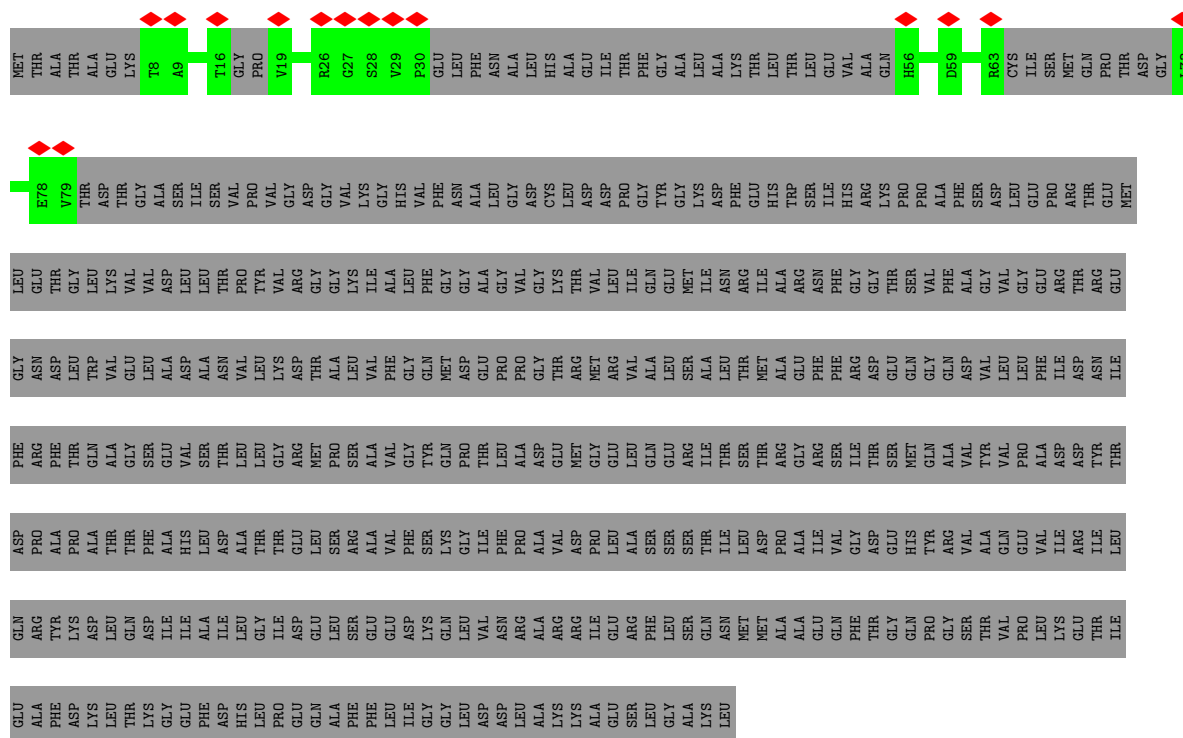 MET THR ALA THR ALA GLU LYS T8 A9 T16 GLY PRO V19 R26 G27 S28 V29 P30 GLU LEU PHE ASN ALA LEU HIS ALA GLU ILE THR PHE GLY ALA LEU ALA LYS THR LEU THR LEU GLU VAL ALA GLN H56 D59 R63 CYS ILE SER MET GLN PRO THR ASP GLY
E78 V79 THR ASP THR GLY ALA SER ILE SER VAL PRO VAL GLY ASP GLY VAL LYS GLY HIS VAL PHE ASN ALA LEU GLY ASP CYS LEU ASP ASP PRO GLY TYR GLY LYS ASP PHE GLU HIS TRP SER ILE HIS ARG LYS PRO PRO ALA PHE SER ASP LEU GLU PRO ARG THR GLU MET
LEU GLU THR GLY LEU LYS VAL VAL ASP LEU LEU THR PRO TYR VAL ARG GLY GLY LYS ILE ALA LEU PHE GLY GLY ALA GLY VAL GLY LYS THR VAL LEU ILE GLN GLU MET ILE ASN ARG ILE ALA ARG ASN PHE GLY GLY THR SER VAL PHE ALA GLY VAL GLY GLU ARG THR ARG GLU
GLY ASN ASP LEU TRP VAL GLU LEU ALA ASP ALA ASN VAL LEU LYS ASP THR ALA LEU VAL PHE GLY GLN MET ASP GLU PRO PRO GLY THR ARG MET ARG VAL ALA LEU SER ALA LEU THR MET ALA GLU PHE PHE ARG ASP GLU GLN GLY GLN ASP VAL LEU LEU PHE ILE ASP ASN ILE
PHE ARG PHE THR GLN ALA GLY SER GLU VAL SER THR LEU LEU GLY ARG MET PRO SER ALA VAL GLY TYR GLN PRO THR LEU ALA ASP GLU MET GLY GLU LEU GLN GLU ARG ILE THR SER THR ARG GLY ARG SER ILE THR SER MET GLN ALA VAL TYR VAL PRO ALA ASP ASP TYR THR
ASP PRO ALA PRO ALA THR THR PHE ALA HIS LEU ASP ALA THR THR GLU LEU SER ARG ALA VAL PHE SER LYS GLY ILE PHE PRO ALA VAL ASP PRO LEU ALA SER SER SER THR ILE LEU ASP PRO ALA ILE VAL GLY ASP GLU HIS TYR ARG VAL ALA GLN GLU VAL ILE ARG ILE LEU
GLN ARG TYR LYS ASP LEU GLN ASP ILE ILE ALA ILE LEU GLY ILE ASP GLU LEU SER GLU GLU ASP LYS GLN LEU VAL ASN ARG ALA ARG ARG ILE GLU ARG PHE LEU SER GLN ASN MET MET ALA ALA GLU GLN PHE THR GLY GLN PRO GLY SER THR VAL PRO LEU LYS GLU THR ILE
GLU ALA PHE ASP LYS LEU THR LYS GLY GLU PHE ASP HIS LEU PRO GLU GLN ALA PHE PHE LEU ILE GLY GLY LEU ASP ASP LEU ALA LYS LYS ALA GLU SER LEU GLY ALA LYS LEU